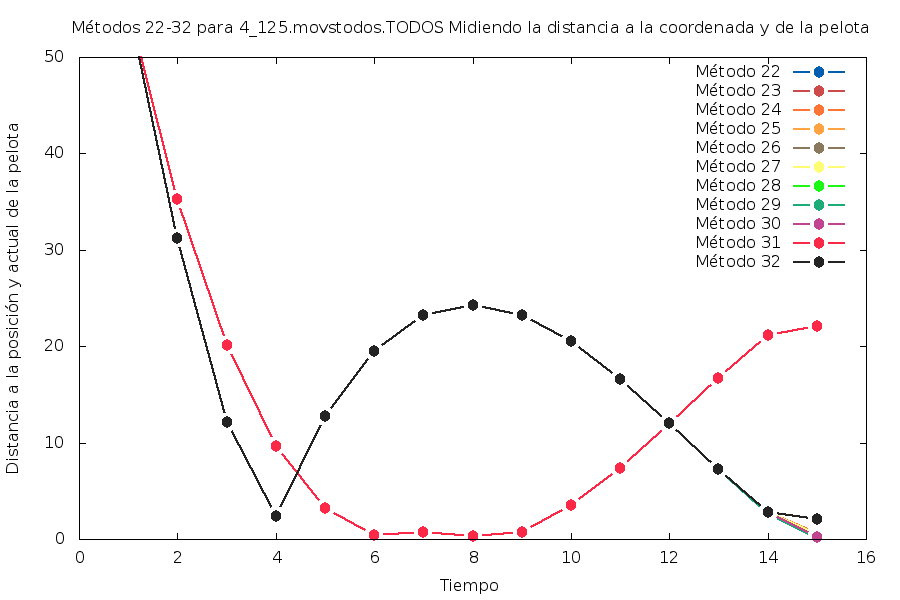 Métodos 22-32 para 4_125.movstodos.TODOS Midiendo la distancia a la coordenada y de la pelota
Distancia a la posición y actual de la pelota
50
40
30
20
10
0
0 2 4 6 8 10 12 14 16
Tiempo
Método 22
Método 23
Método 24
Método 25
Método 26
Método 27
Método 28
Método 29
Método 30
Método 31
Método 32